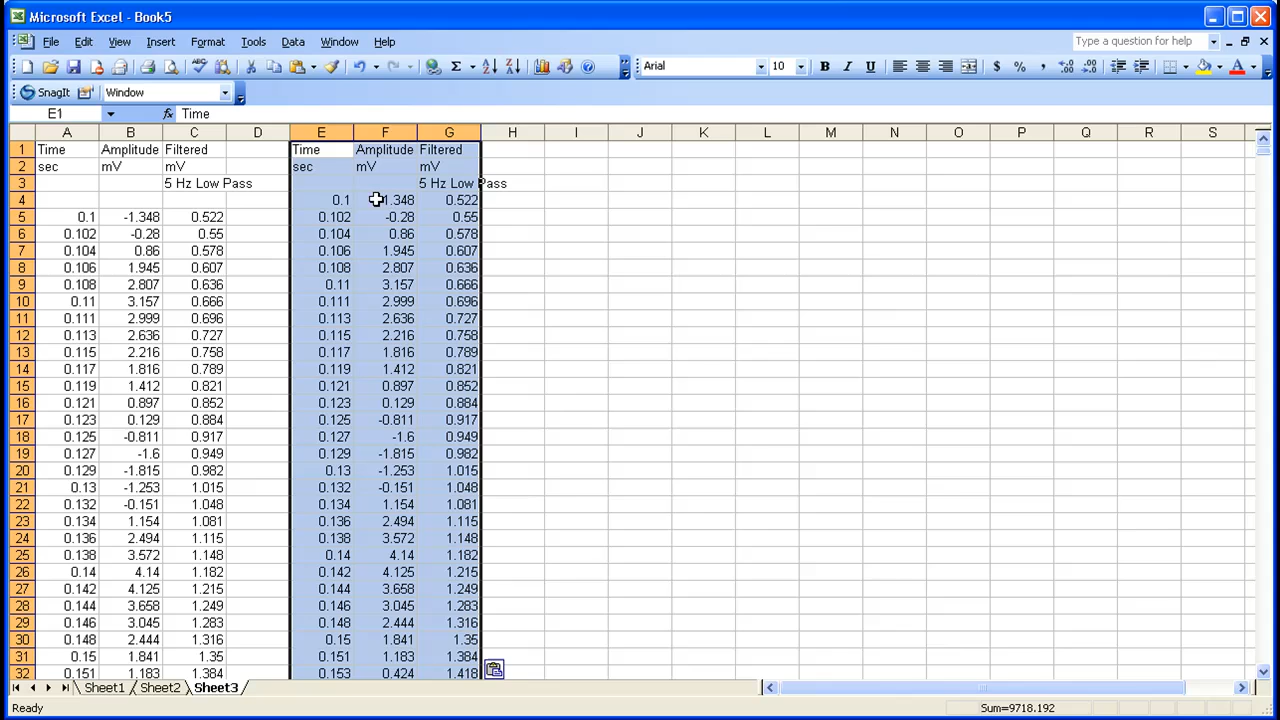 Microsoft Excel - Book5
File Edit View Insert Format Tools Data Window Help Type a question for help
Arial 10 B I U $ % ,
SnagIt Window
E1 fx Time
A B C D E F G H I J K L M N O P Q R S
1 Time Amplitude Filtered Time Amplitude Filtered
2 sec mV mV sec mV mV
3 5 Hz Low Pass 5 Hz Low Pass
4 0.1 1.348 0.522
5 0.1 -1.348 0.522 0.102 -0.28 0.55
6 0.102 -0.28 0.55 0.104 0.86 0.578
7 0.104 0.86 0.578 0.106 1.945 0.607
8 0.106 1.945 0.607 0.108 2.807 0.636
9 0.108 2.807 0.636 0.11 3.157 0.666
10 0.11 3.157 0.666 0.111 2.999 0.696
11 0.111 2.999 0.696 0.113 2.636 0.727
12 0.113 2.636 0.727 0.115 2.216 0.758
13 0.115 2.216 0.758 0.117 1.816 0.789
14 0.117 1.816 0.789 0.119 1.412 0.821
15 0.119 1.412 0.821 0.121 0.897 0.852
16 0.121 0.897 0.852 0.123 0.129 0.884
17 0.123 0.129 0.884 0.125 -0.811 0.917
18 0.125 -0.811 0.917 0.127 -1.6 0.949
19 0.127 -1.6 0.949 0.129 -1.815 0.982
20 0.129 -1.815 0.982 0.13 -1.253 1.015
21 0.13 -1.253 1.015 0.132 -0.151 1.048
22 0.132 -0.151 1.048 0.134 1.154 1.081
23 0.134 1.154 1.081 0.136 2.494 1.115
24 0.136 2.494 1.115 0.138 3.572 1.148
25 0.138 3.572 1.148 0.14 4.14 1.182
26 0.14 4.14 1.182 0.142 4.125 1.215
27 0.142 4.125 1.215 0.144 3.658 1.249
28 0.144 3.658 1.249 0.146 3.045 1.283
29 0.146 3.045 1.283 0.148 2.444 1.316
30 0.148 2.444 1.316 0.15 1.841 1.35
31 0.15 1.841 1.35 0.151 1.183 1.384
32 0.151 1.183 1.384 0.153 0.424 1.418
Sheet1 Sheet2 Sheet3
Ready Sum=9718.192